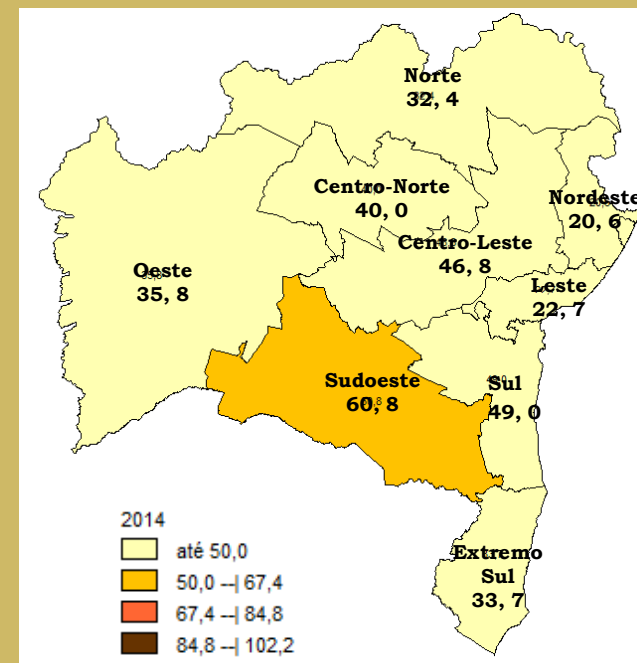 Norte
32, 4
Centro-Norte
40, 0
Nordeste
20, 6
Centro-Leste
46, 8
Oeste
35, 8
Leste
22, 7
Sudoeste
60, 8
Sul
49, 0
Extremo
Sul
33, 7
2014
até 50,0
50,0 --| 67,4
67,4 --| 84,8
84,8 --| 102,2